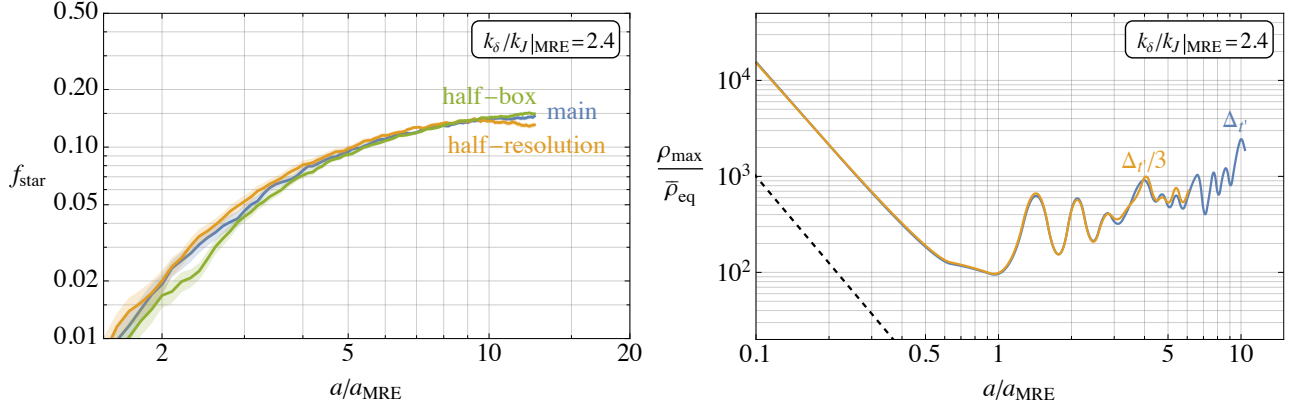 0.50
0.20
0.10
0.05
0.02
0.01
f_star
k_δ/k_J|_MRE = 2.4
half-box
main
half-resolution
2
5
10
20
a/a_MRE
10^4
10^3
10^2
ρ_max
ρ̅_eq
k_δ/k_J|_MRE = 2.4
Δ_t'
Δ_t'/3
0.1
0.5
1
5
10
a/a_MRE